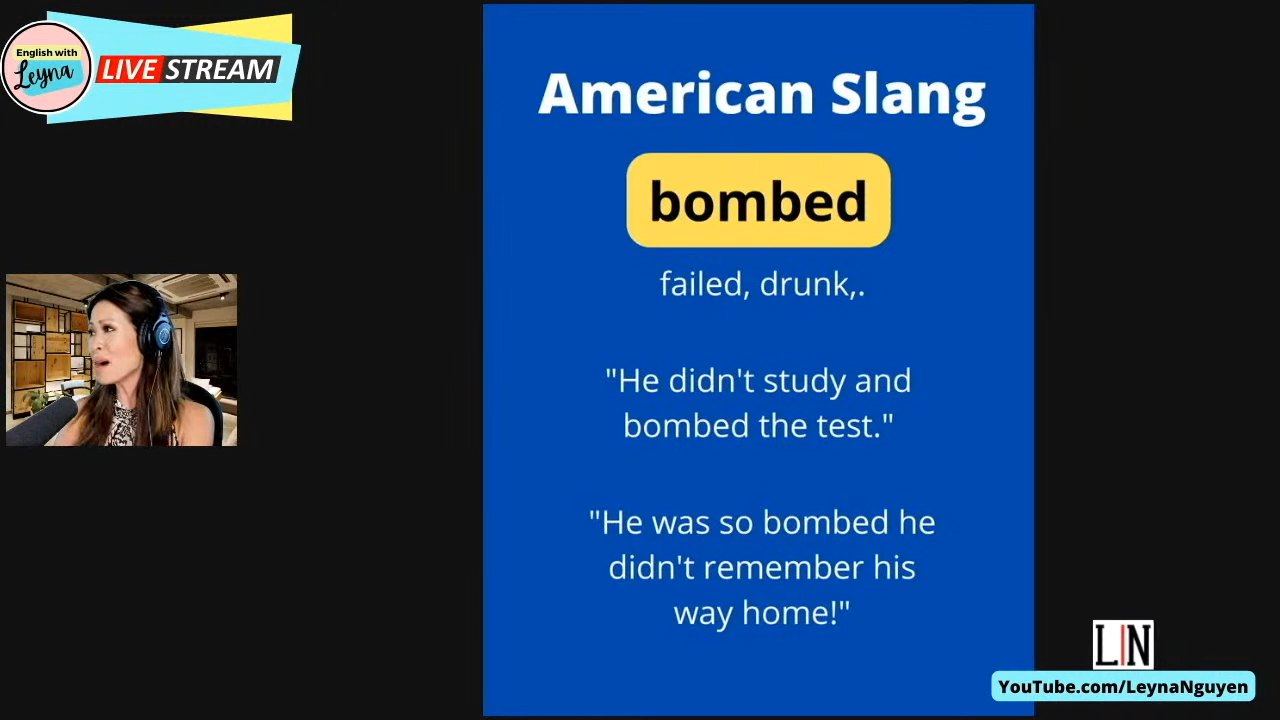 English with
Leyna
LIVE STREAM
American Slang
bombed
failed, drunk,.
"He didn't study and
bombed the test."
"He was so bombed he
didn't remember his
way home!"
LIN
YouTube.com/LeynaNguyen